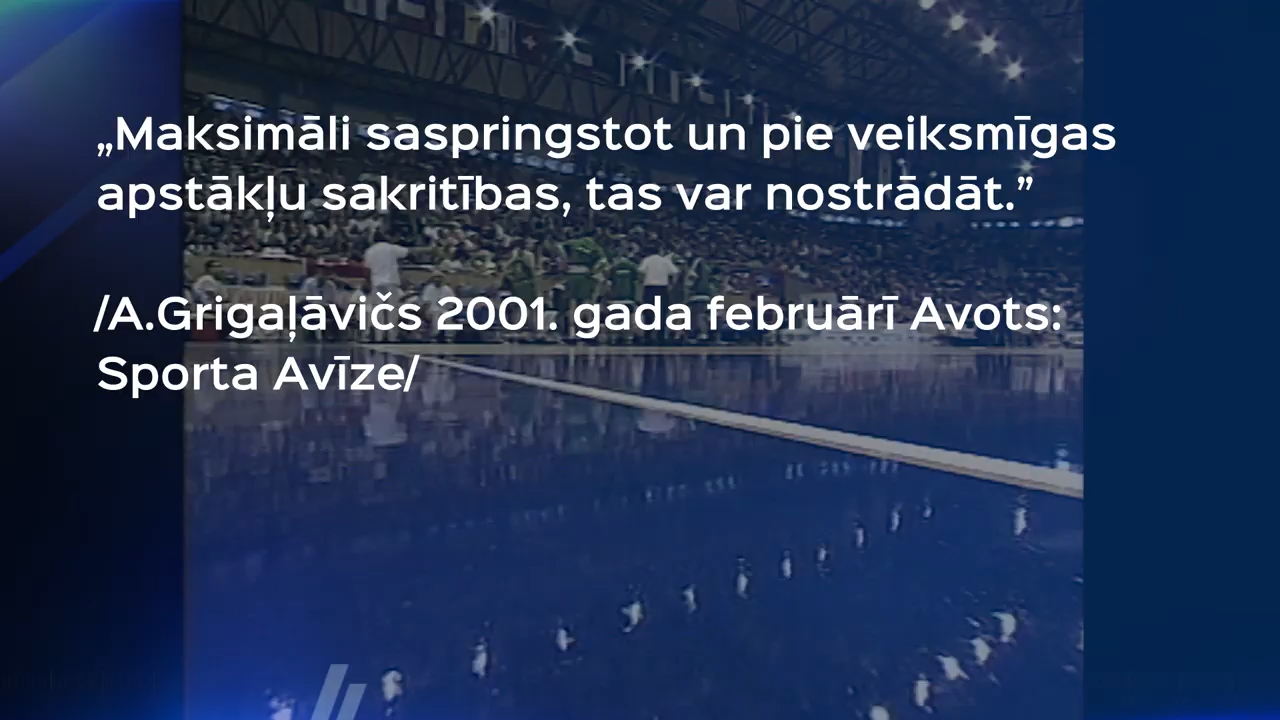 „Maksimāli saspringstot un pie veiksmīgas
apstākļu sakritības, tas var nostrādāt.”
/A.Grigaļāvičs 2001. gada februārī Avots:
Sporta Avīze/